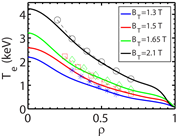 T_e (keV)
4
3
2
1
0
0
0.5
1
ρ
B_T=1.3 T
B_T=1.5 T
B_T=1.65 T
B_T=2.1 T